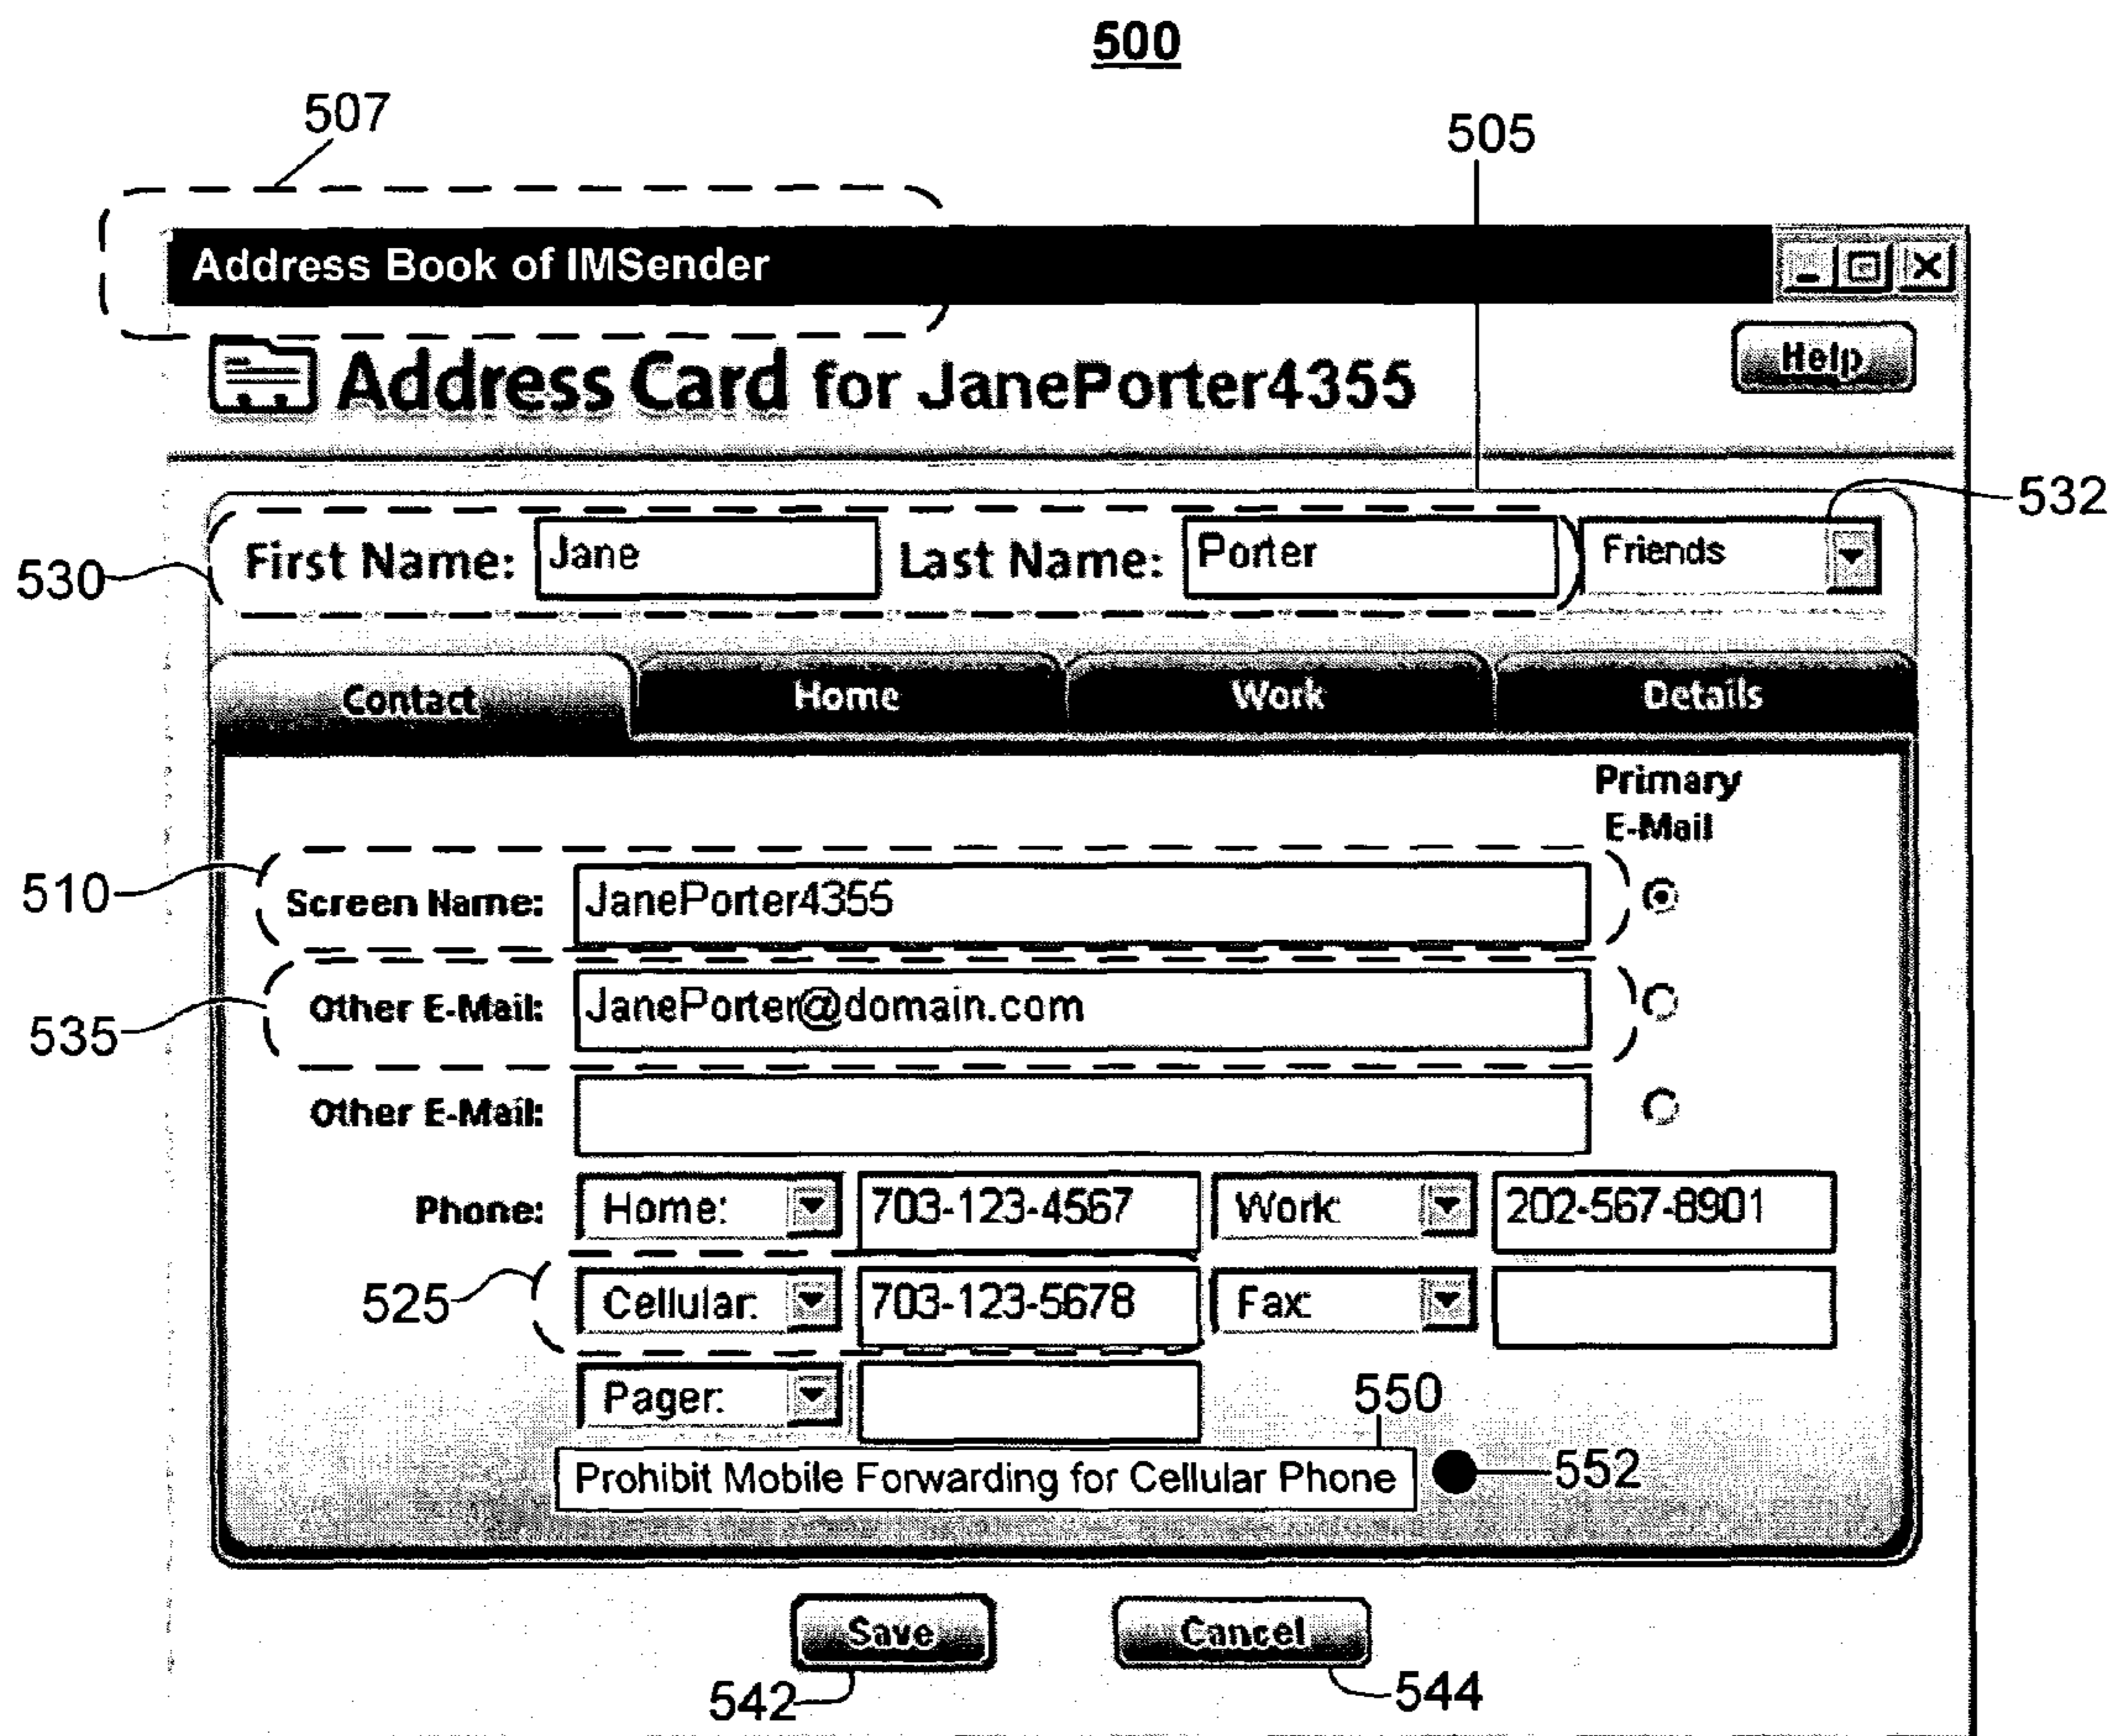 500
507
505
Address Book of IMSender
Address Card for JanePorter4355
Help
530
First Name: Jane Last Name: Porter Friends
532
Contact Home Work Details
Primary
E-Mail
510
Screen Name: JanePorter4355
535
Other E-Mail: JanePorter@domain.com
Other E-Mail:
Phone: Home: 703-123-4567 Work: 202-567-8901
525
Cellular: 703-123-5678 Fax:
Pager:
550
Prohibit Mobile Forwarding for Cellular Phone
552
Save Cancel
542
544